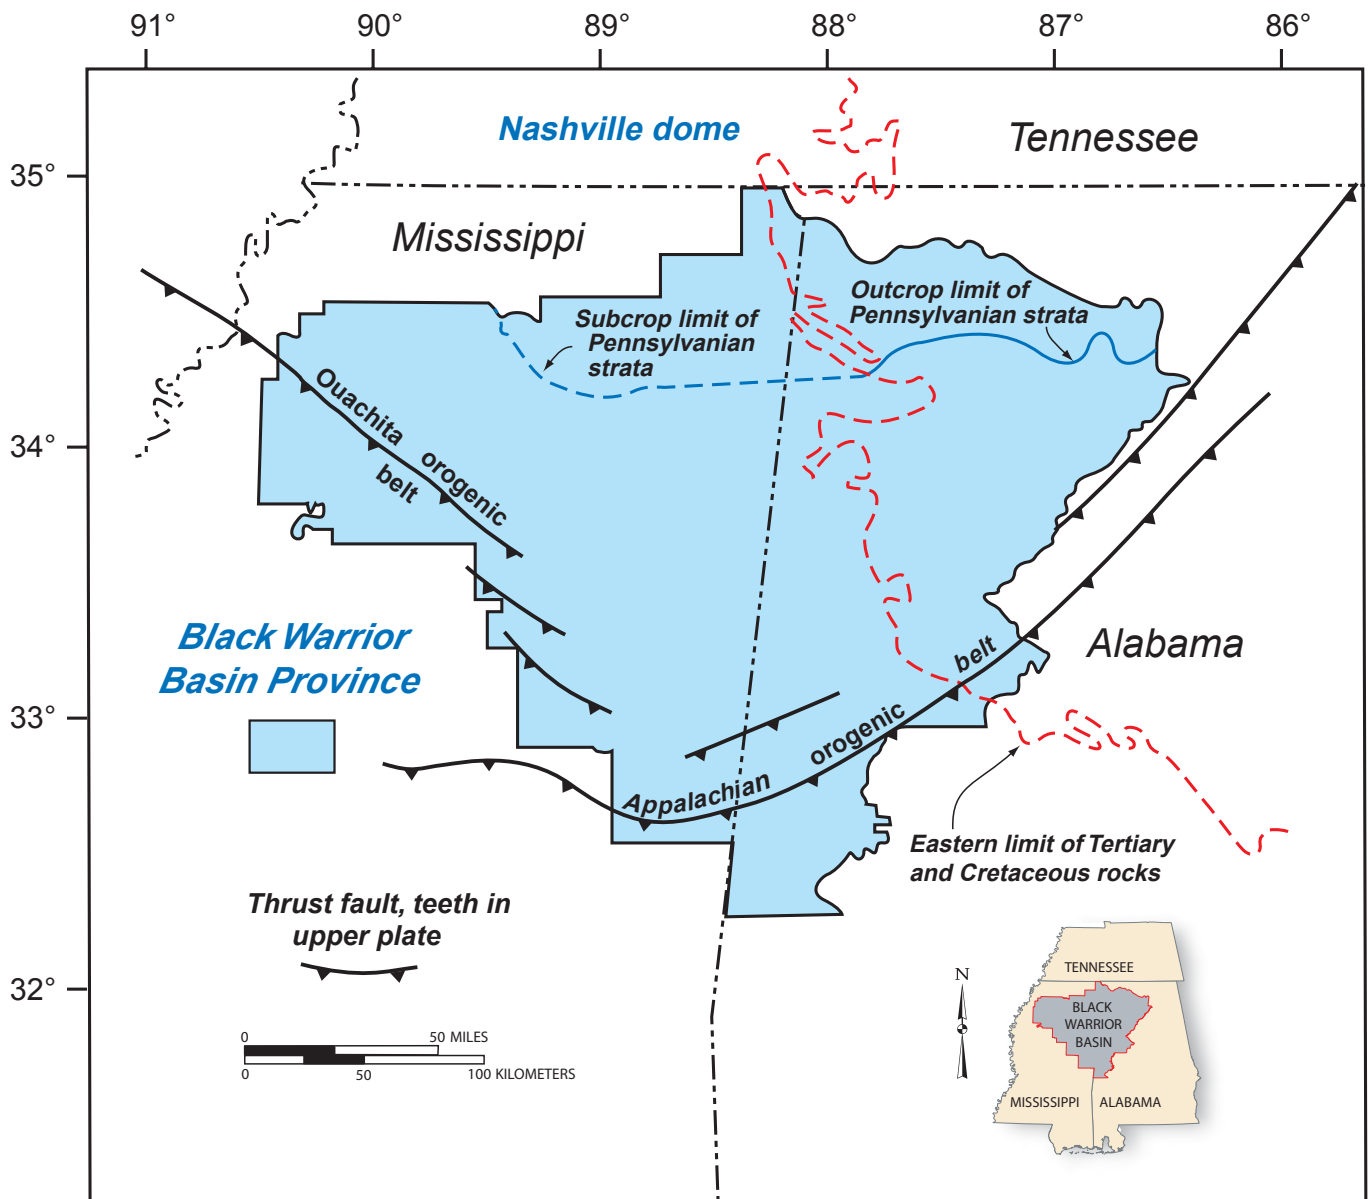 91° 90° 89° 88° 87° 86°
Nashville dome
Tennessee
35°
Mississippi
Outcrop limit of
Pennsylvanian strata
Subcrop limit of
Pennsylvanian
strata
Ouachita orogenic
belt
34°
Black Warrior
Basin Province
Alabama
33°
Appalachian orogenic belt
Eastern limit of Tertiary
and Cretaceous rocks
Thrust fault, teeth in
upper plate
32°
0 50 MILES
0 50 100 KILOMETERS
N
TENNESSEE
BLACK
WARRIOR
BASIN
MISSISSIPPI ALABAMA